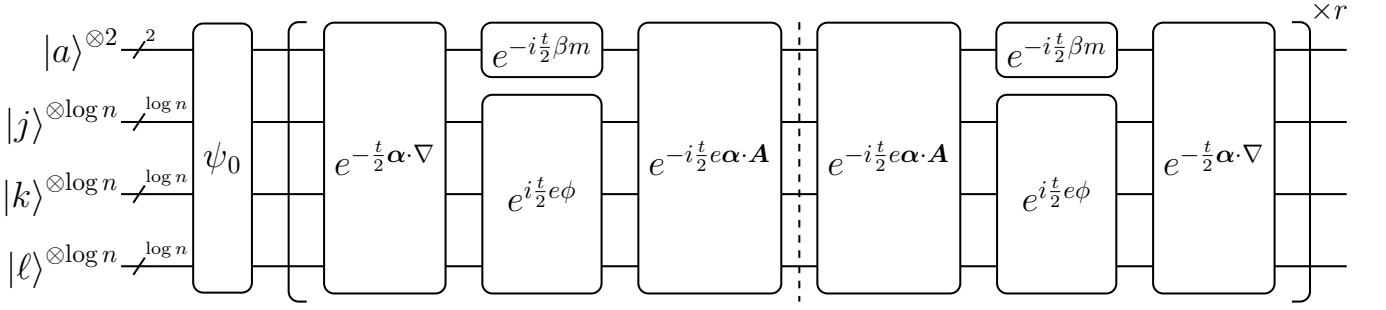 ×r
|a⟩^{⊗2} 2 ψ₀ e^{-\frac{t}{2}𝜶·∇} e^{-i\frac{t}{2}βm} e^{i\frac{t}{2}eϕ} e^{-i\frac{t}{2}e𝜶·𝑨} e^{-i\frac{t}{2}e𝜶·𝑨} e^{-i\frac{t}{2}βm} e^{i\frac{t}{2}eϕ} e^{-\frac{t}{2}𝜶·∇}
|j⟩^{⊗log n} log n
|k⟩^{⊗log n} log n
|ℓ⟩^{⊗log n} log n